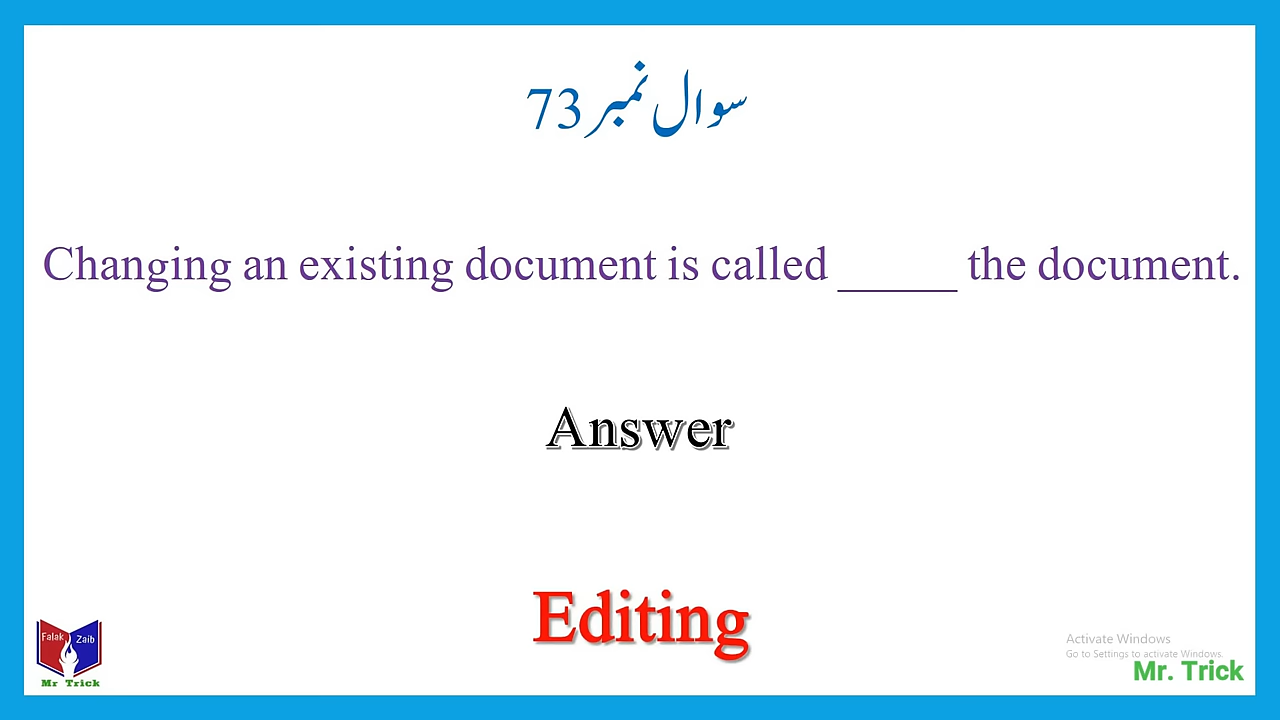 سوال نمبر 73
Changing an existing document is called _____ the document.
Answer
Editing
Falak Zaib
Mr Trick
Activate Windows
Go to Settings to activate Windows.
Mr. Trick